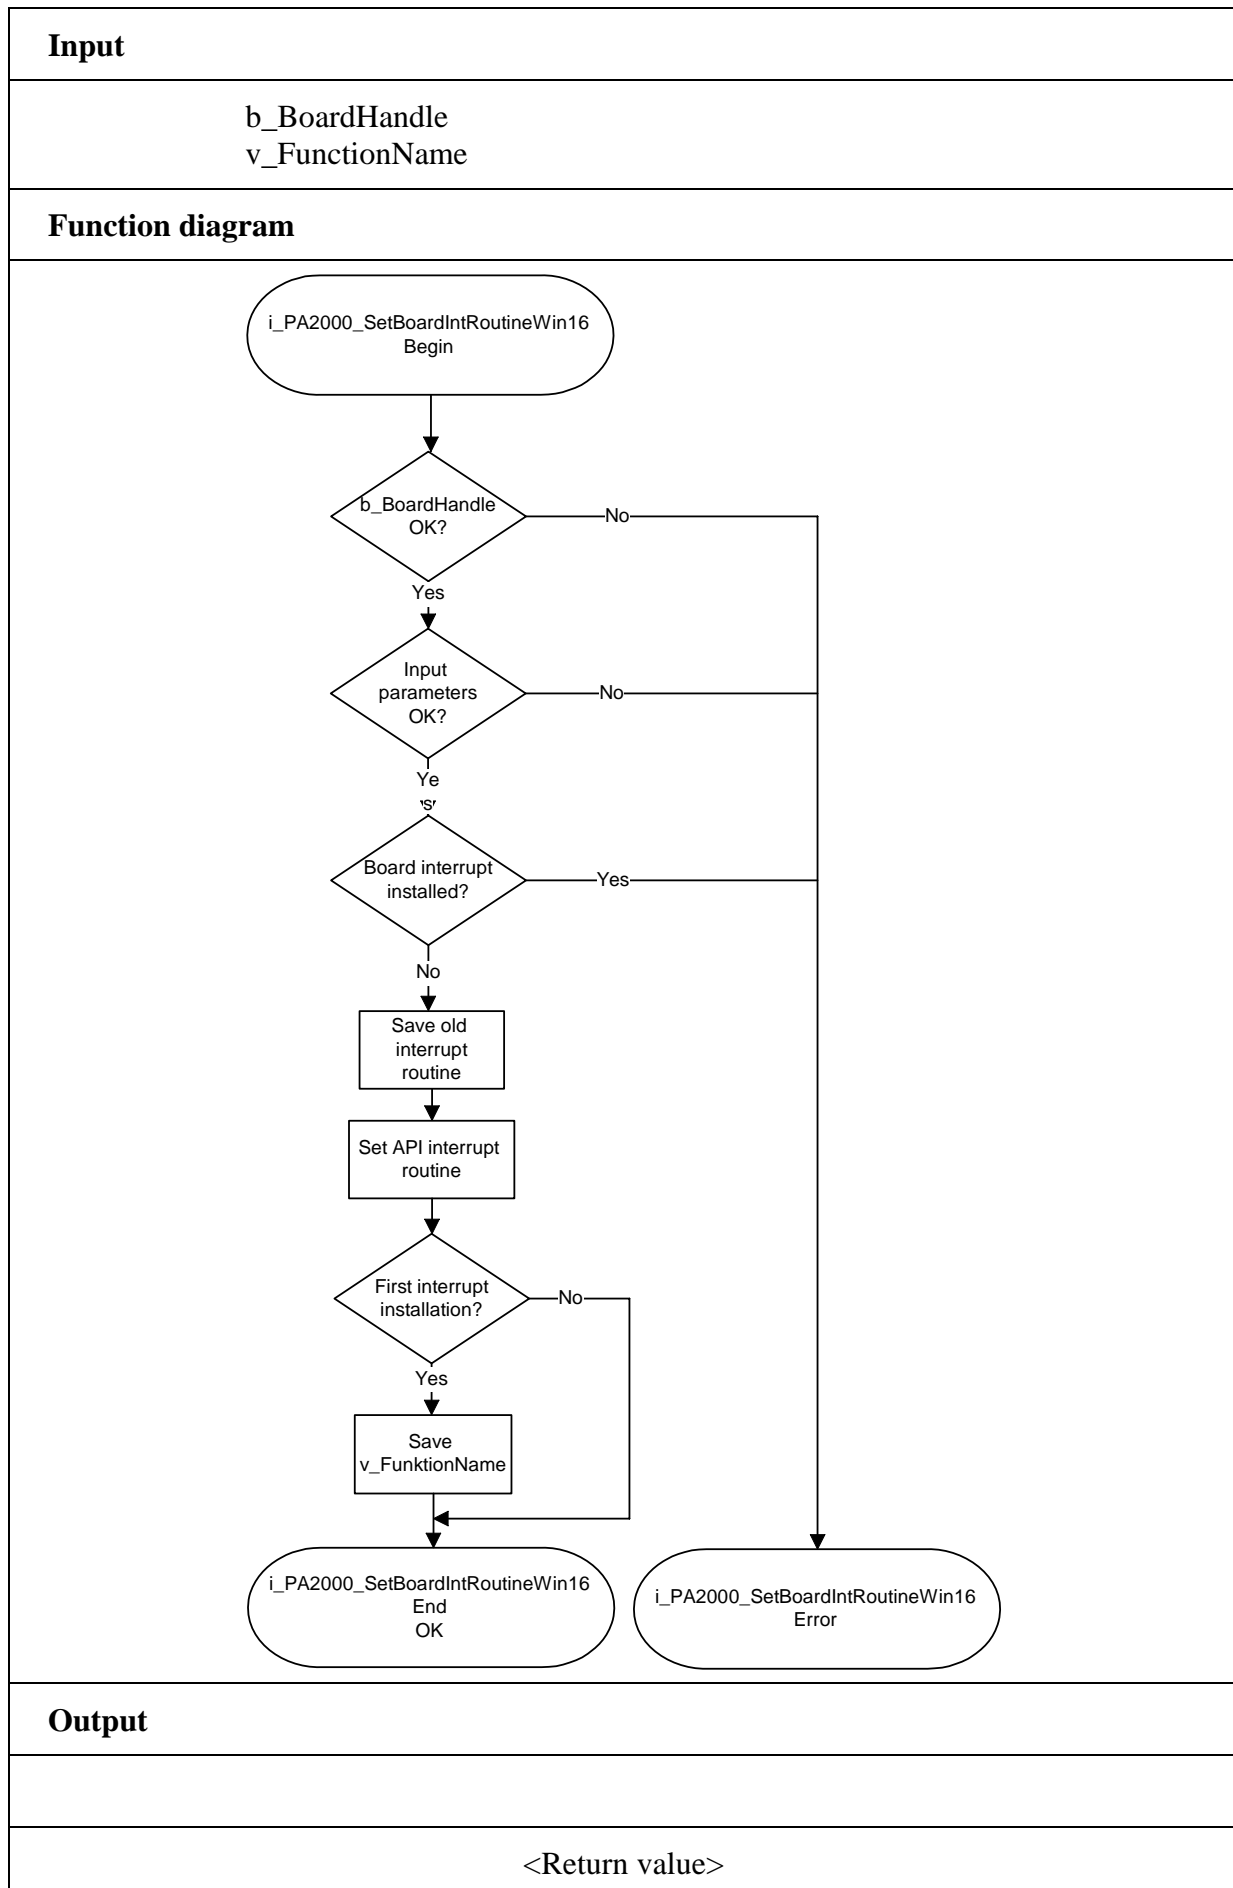 Input
b_BoardHandle
v_FunctionName
Function diagram
i_PA2000_SetBoardIntRoutineWin16
Begin
b_BoardHandle
OK?
No
Yes
Input
parameters
OK?
No
Ye
s
Board interrupt
installed?
Yes
No
Save old
interrupt
routine
Set API interrupt
routine
First interrupt
installation?
No
Yes
Save
v_FunktionName
i_PA2000_SetBoardIntRoutineWin16
End
OK
i_PA2000_SetBoardIntRoutineWin16
Error
Output
<Return value>